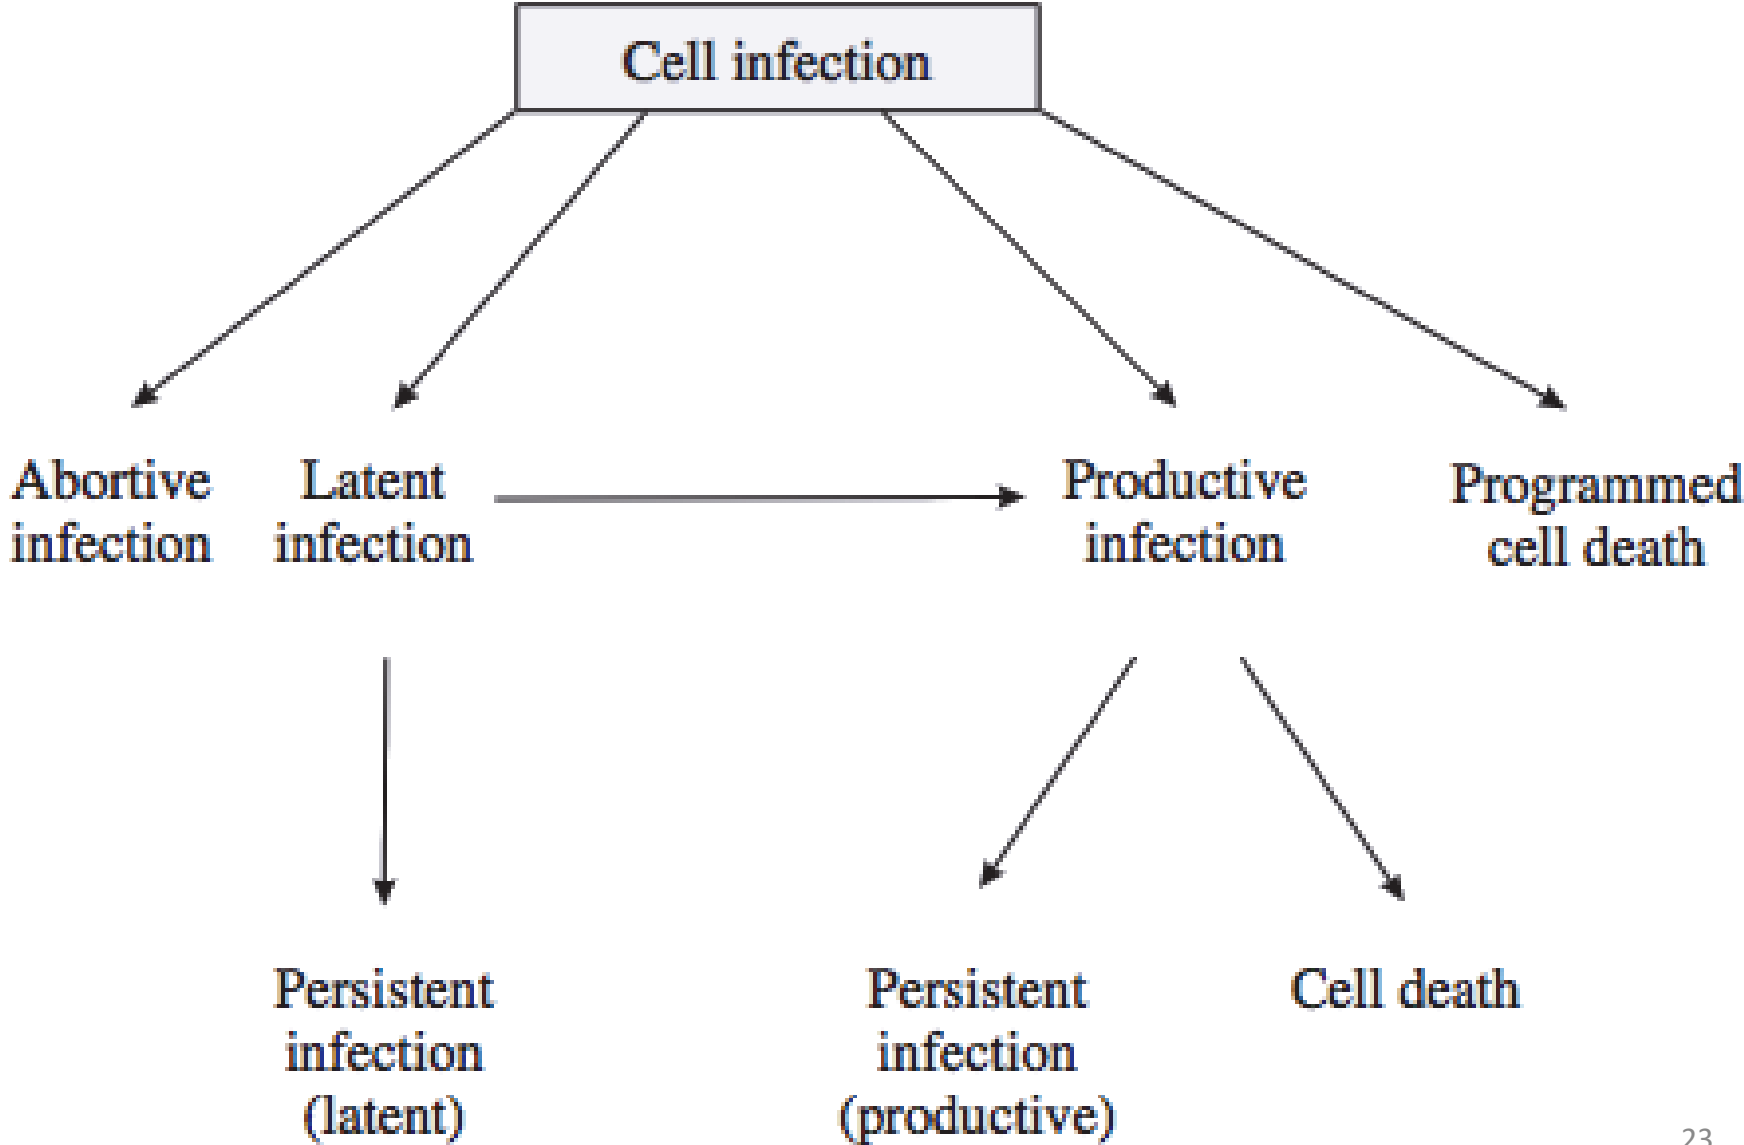 Cell infection
Abortive
infection
Latent
infection
Productive
infection
Programmed
cell death
Persistent
infection
(latent)
Persistent
infection
(productive)
Cell death
23